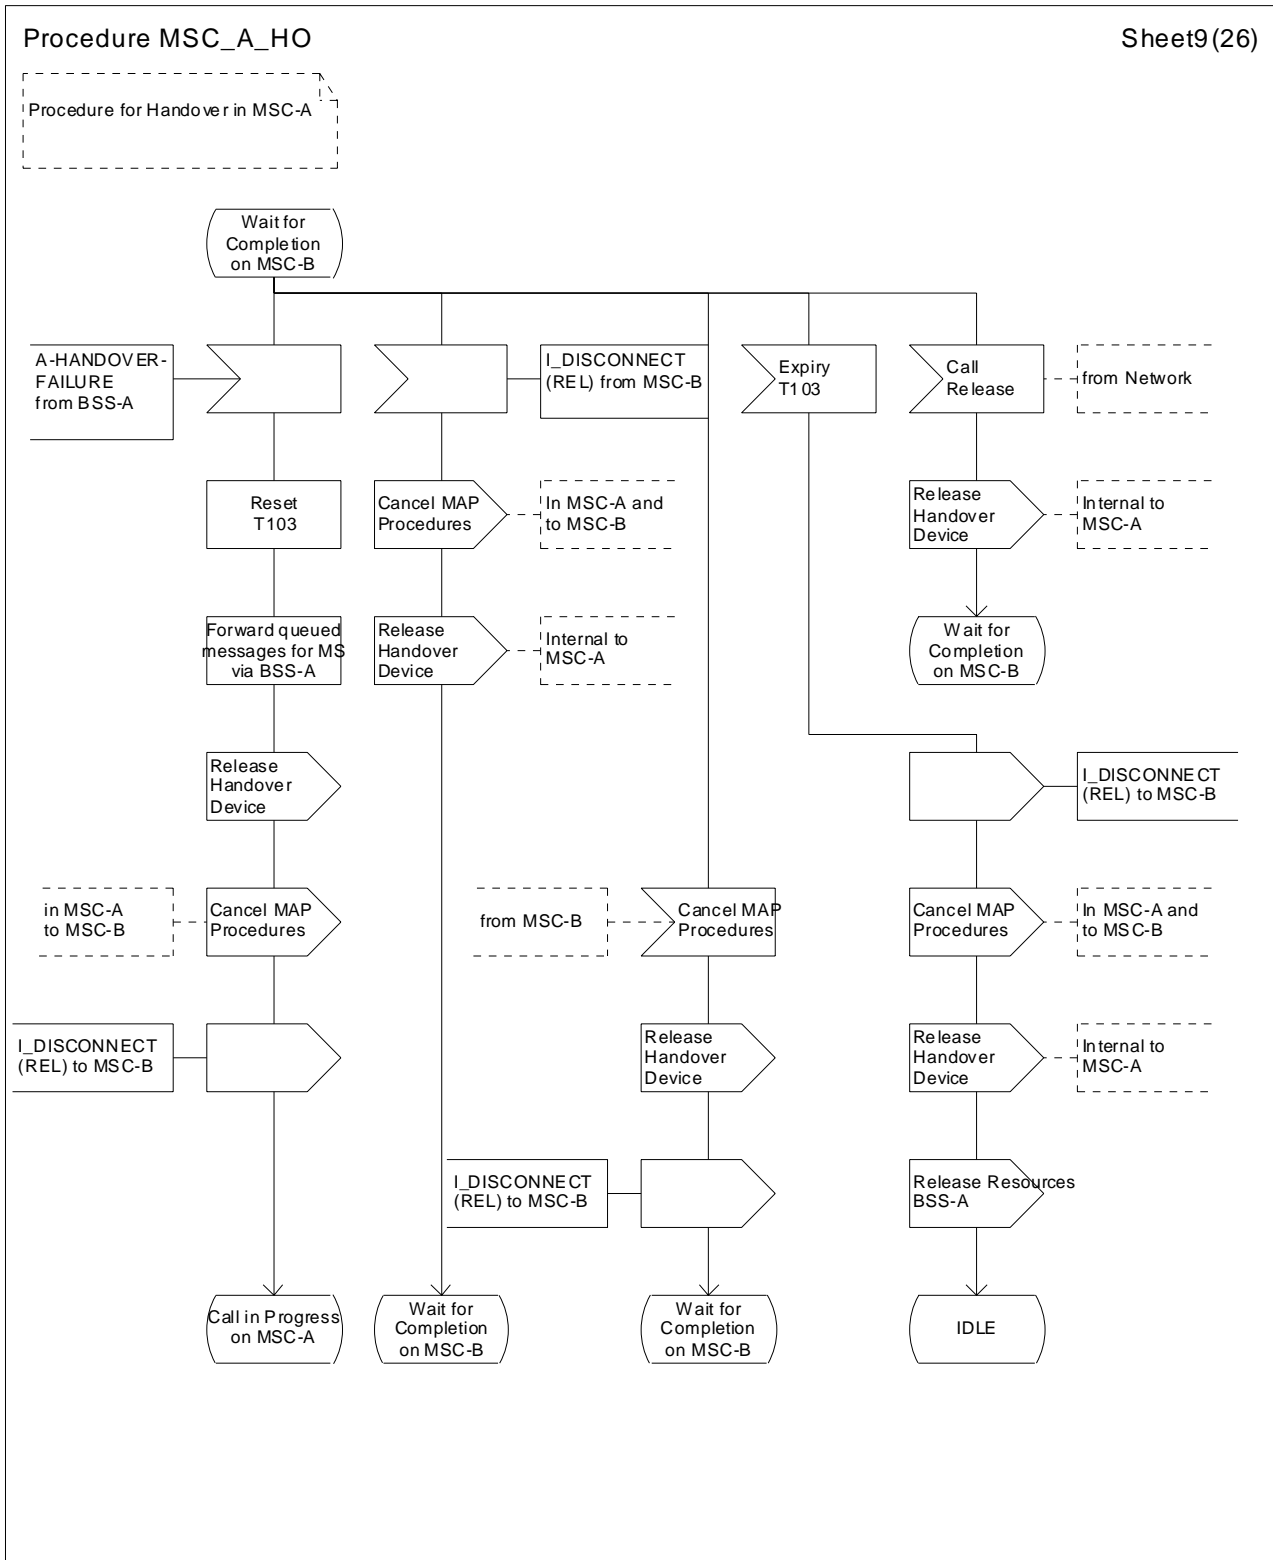 Procedure MSC_A_HO
Sheet9(26)
Procedure for Handover in MSC-A
Wait for
Completion
on MSC-B
A-HANDOVER-
FAILURE
from BSS-A
I_DISCONNECT
(REL) from MSC-B
Expiry
T103
Call
Release
from Network
Reset
T103
Cancel MAP
Procedures
In MSC-A and
to MSC-B
Release
Handover
Device
Internal to
MSC-A
Forward queued
messages for MS
via BSS-A
Release
Handover
Device
Internal to
MSC-A
Wait for
Completion
on MSC-B
Release
Handover
Device
I_DISCONNECT
(REL) to MSC-B
in MSC-A
to MSC-B
Cancel MAP
Procedures
from MSC-B
Cancel MAP
Procedures
Cancel MAP
Procedures
In MSC-A and
to MSC-B
I_DISCONNECT
(REL) to MSC-B
Release
Handover
Device
Release
Handover
Device
Internal to
MSC-A
I_DISCONNECT
(REL) to MSC-B
Release Resources
BSS-A
Call in Progress
on MSC-A
Wait for
Completion
on MSC-B
Wait for
Completion
on MSC-B
IDLE